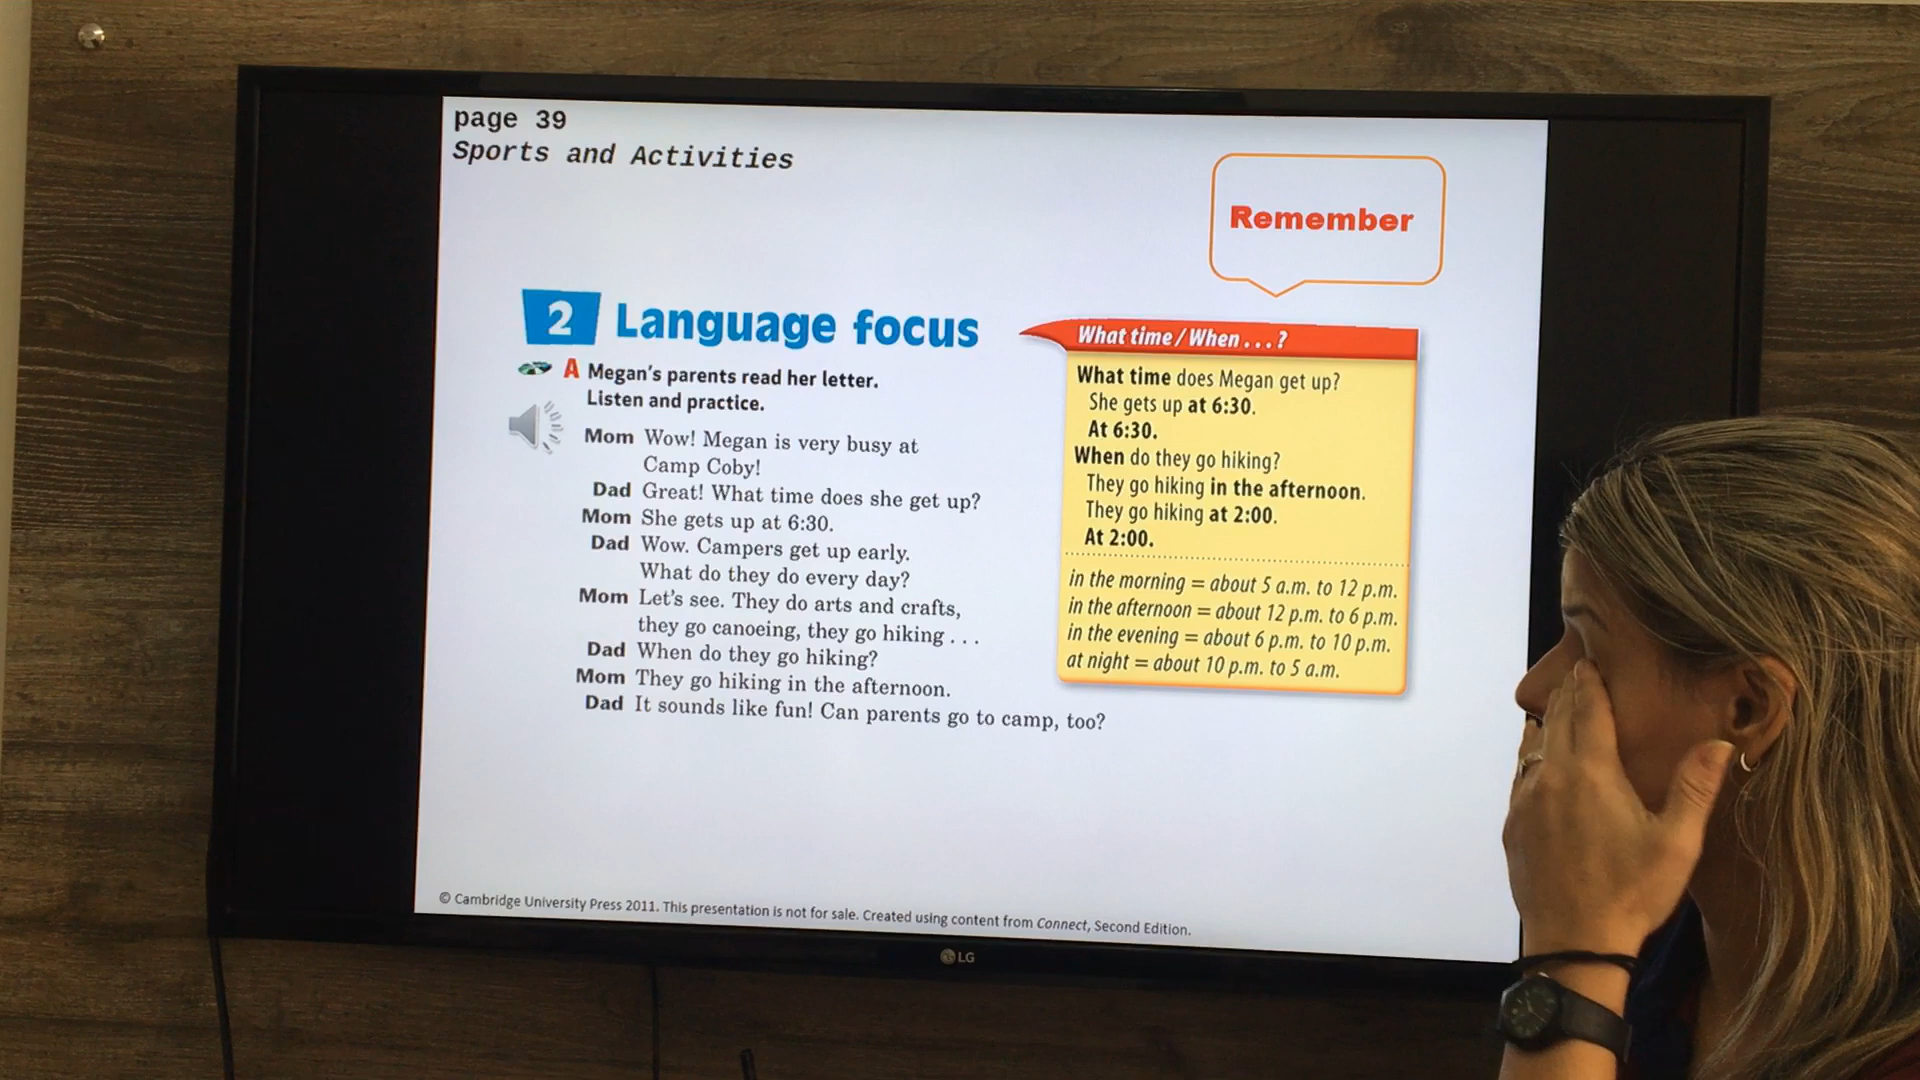 page 39
Sports and Activities
Remember
2 Language focus
A Megan's parents read her letter.
Listen and practice.
Mom Wow! Megan is very busy at
Camp Coby!
Dad Great! What time does she get up?
Mom She gets up at 6:30.
Dad Wow. Campers get up early.
What do they do every day?
Mom Let's see. They do arts and crafts,
they go canoeing, they go hiking . . .
Dad When do they go hiking?
Mom They go hiking in the afternoon.
Dad It sounds like fun! Can parents go to camp, too?
What time / When . . . ?
What time does Megan get up?
She gets up at 6:30.
At 6:30.
When do they go hiking?
They go hiking in the afternoon.
They go hiking at 2:00.
At 2:00.
in the morning = about 5 a.m. to 12 p.m.
in the afternoon = about 12 p.m. to 6 p.m.
in the evening = about 6 p.m. to 10 p.m.
at night = about 10 p.m. to 5 a.m.
© Cambridge University Press 2011. This presentation is not for sale. Created using content from Connect, Second Edition.
LG